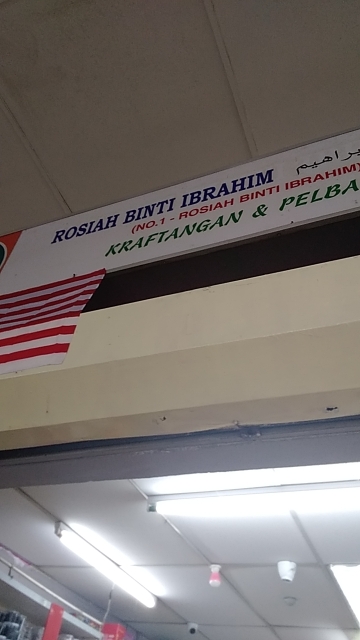 ROSIAH BINTI IBRAHIM
(NO.1 - ROSIAH BINTI IBRAHIM)
KRAFTANGAN & PELBA